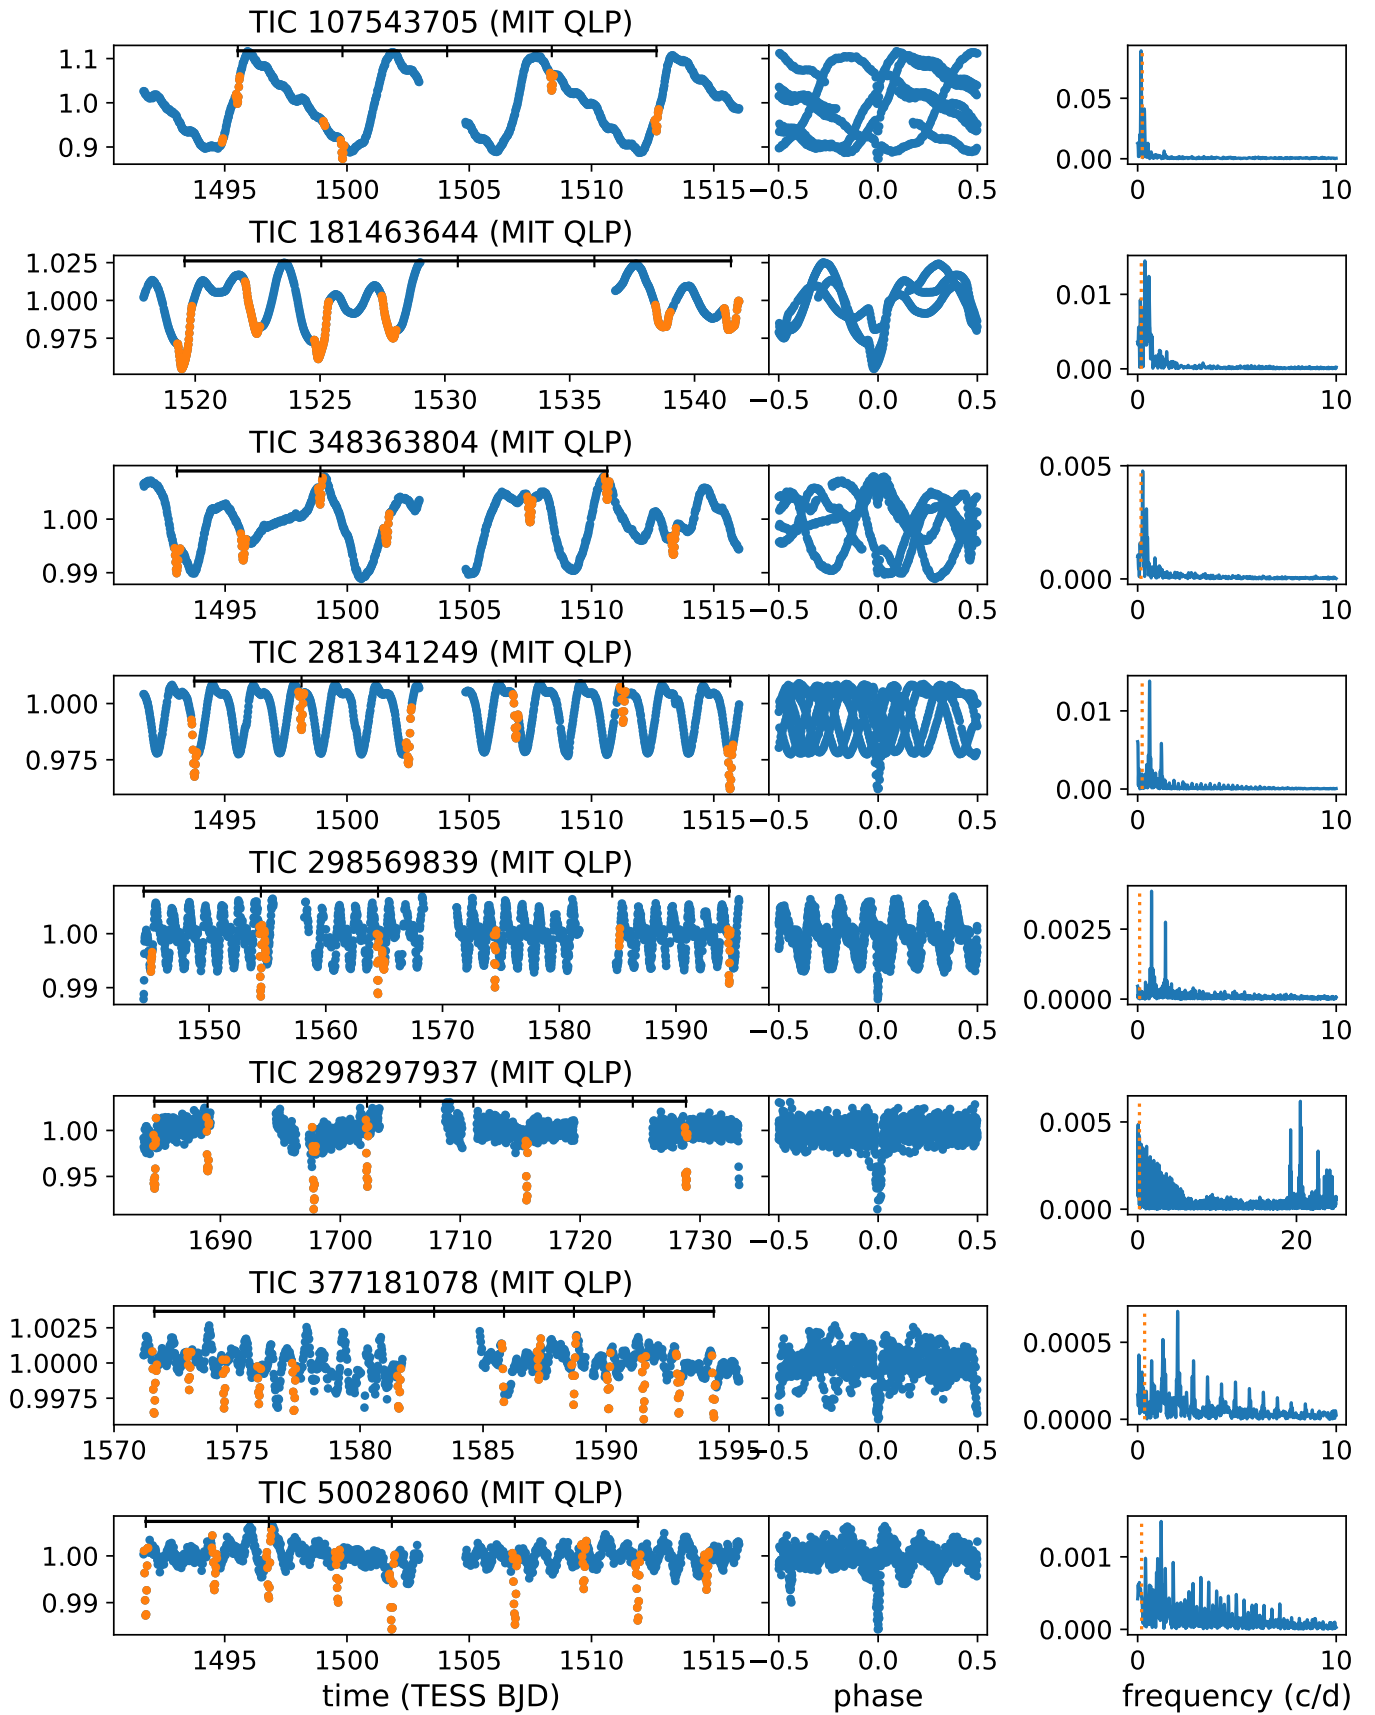 TIC 107543705 (MIT QLP)
1.1
1.0
0.9
0.05
0.00
1495 1500 1505 1510 1515 −0.5 0.0 0.5 0 10
TIC 181463644 (MIT QLP)
1.025
1.000
0.975
0.01
0.00
1520 1525 1530 1535 1540 −0.5 0.0 0.5 0 10
TIC 348363804 (MIT QLP)
1.00
0.99
0.005
0.000
1495 1500 1505 1510 1515 −0.5 0.0 0.5 0 10
TIC 281341249 (MIT QLP)
1.000
0.975
0.01
0.00
1495 1500 1505 1510 1515 −0.5 0.0 0.5 0 10
TIC 298569839 (MIT QLP)
1.00
0.99
0.0025
0.0000
1550 1560 1570 1580 1590 −0.5 0.0 0.5 0 10
TIC 298297937 (MIT QLP)
1.00
0.95
0.005
0.000
1690 1700 1710 1720 1730 −0.5 0.0 0.5 0 20
TIC 377181078 (MIT QLP)
1.0025
1.0000
0.9975
0.0005
0.0000
1570 1575 1580 1585 1590 1595 −0.5 0.0 0.5 0 10
TIC 50028060 (MIT QLP)
1.00
0.99
0.001
0.000
1495 1500 1505 1510 1515 −0.5 0.0 0.5 0 10
time (TESS BJD) phase frequency (c/d)